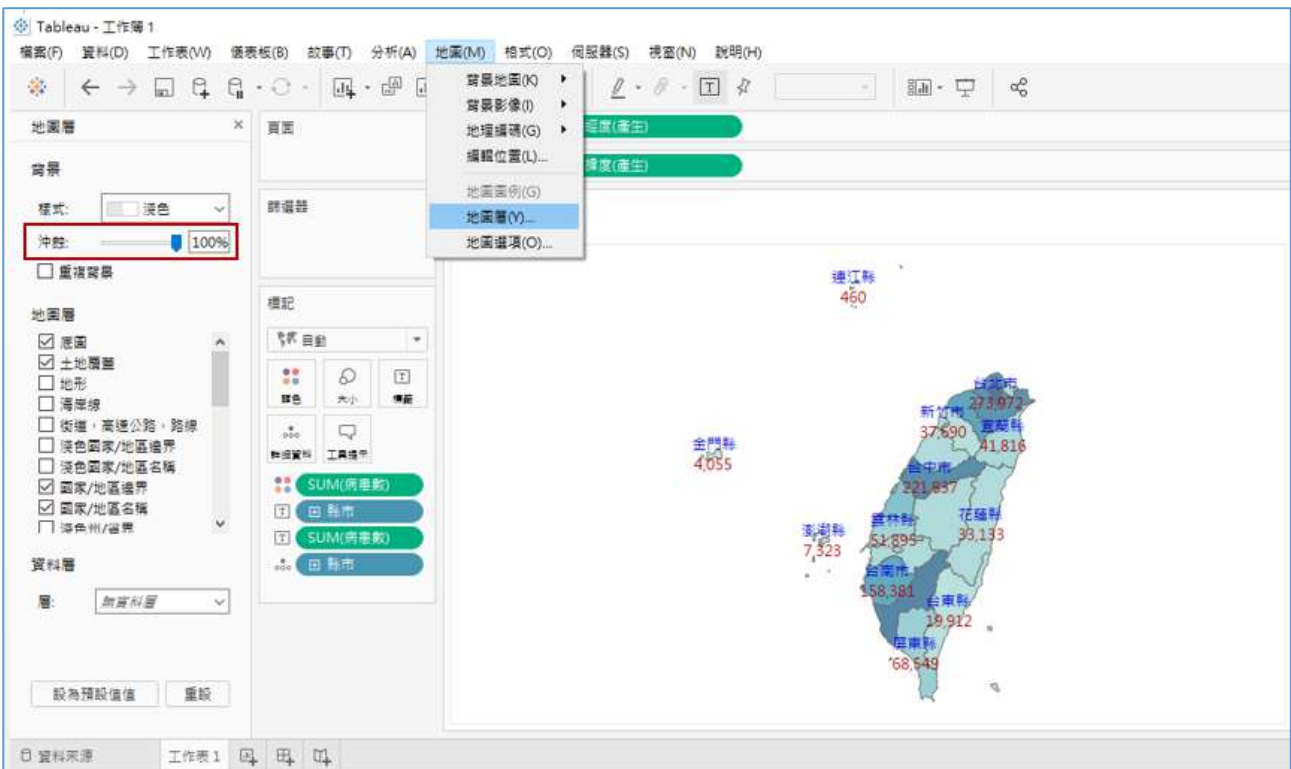 Tableau - 工作簿 1
檔案(F) 資料(D) 工作表(W) 儀表板(B) 故事(T) 分析(A) 地圖(M) 格式(O) 伺服器(S) 視窗(N) 說明(H)
背景地圖(K)
背景影像(I)
地理編碼(G)
編輯位置(L)...
地圖圖例(G)
地圖層(Y)...
地圖選項(O)...
地圖層
背景
樣式: 淺色
沖蝕: 100%
重複背景
地圖層
底圖
土地覆蓋
地形
海岸線
街道，高速公路，路線
淺色國家/地區邊界
淺色國家/地區名稱
國家/地區邊界
國家/地區名稱
淺色州/省界
資料層
層: 無資料層
設為預設值值 重設
頁面
篩選器
標記
自動
顏色 大小 標籤
詳細資料 工具提示
SUM(病患數)
縣市
SUM(病患數)
縣市
經度(產生)
緯度(產生)
連江縣
460
台北市
273,972
新竹市
37,690
宜蘭縣
41,816
金門縣
4,055
台中市
221,837
澎湖縣
7,323
雲林縣
51,895
花蓮縣
33,133
台南市
158,381
台東縣
19,912
屏東縣
68,549
資料來源 工作表 1